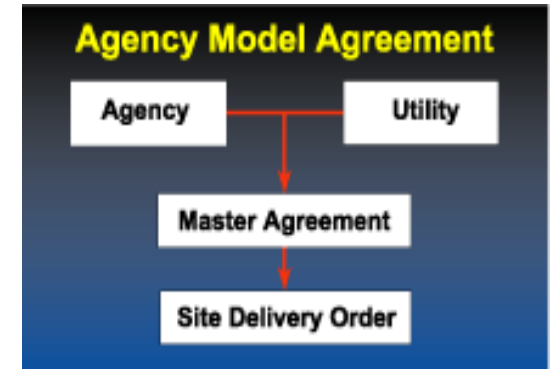 Agency Model Agreement
Agency
Utility
Master Agreement
Site Delivery Order